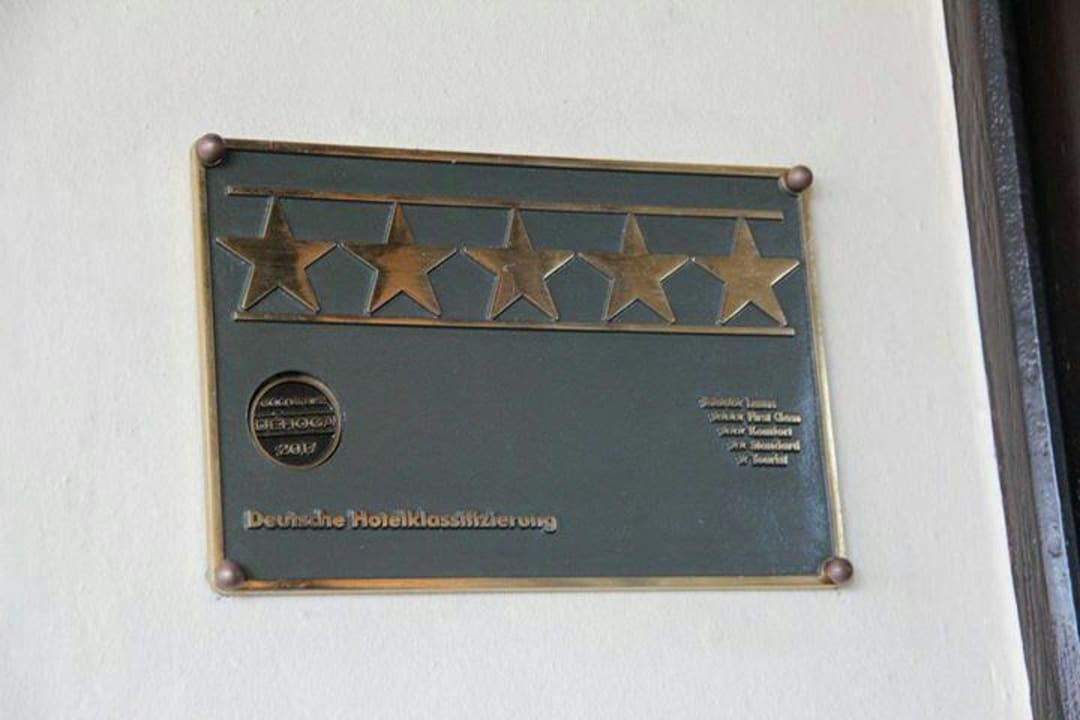 DEHOGA
2017
Luxus
First Class
Komfort
Standard
Tourist
Deutsche Hotelklassifizierung